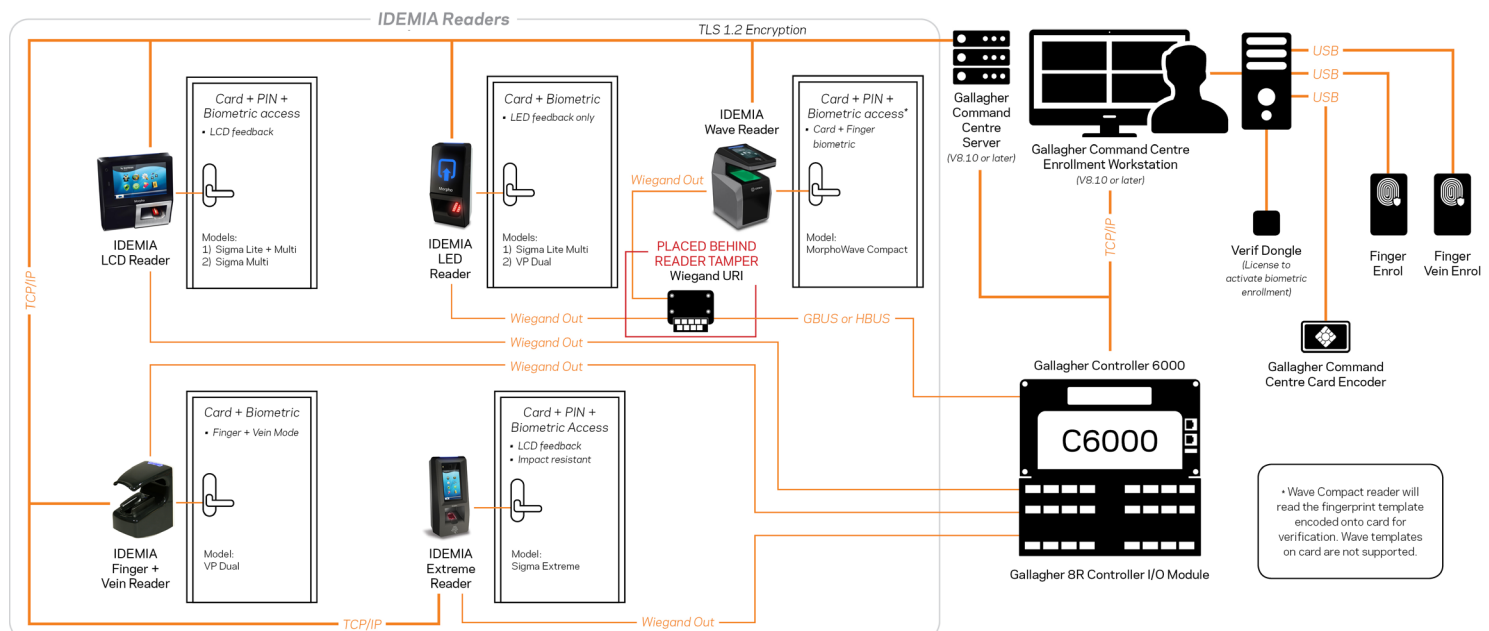 IDEMIA Readers
TLS 1.2 Encryption
TCP/IP
IDEMIA
LCD Reader
Card + PIN +
Biometric access
• LCD feedback
Models:
1) Sigma Lite + Multi
2) Sigma Multi
Morpho
IDEMIA
LED
Reader
Card + Biometric
• LED feedback only
Models:
1) Sigma Lite Multi
2) VP Dual
IDEMIA
Wave Reader
Wiegand Out
Card + PIN +
Biometric access*
• Card + Finger
biometric
Model:
MorphoWave Compact
PLACED BEHIND
READER TAMPER
Wiegand URI
Wiegand Out
GBUS or HBUS
Wiegand Out
Wiegand Out
IDEMIA
Finger +
Vein Reader
Card + Biometric
• Finger + Vein Mode
Model:
VP Dual
IDEMIA
Extreme
Reader
Card + PIN +
Biometric Access
• LCD feedback
• Impact resistant
Model:
Sigma Extreme
TCP/IP
Wiegand Out
Gallagher
Command
Centre
Server
(V8.10 or later)
Gallagher Command Centre
Enrollment Workstation
(V8.10 or later)
TCP/IP
USB
USB
USB
Verif Dongle
(License to
activate biometric
enrollment)
Finger
Enrol
Finger
Vein Enrol
Gallagher Command
Centre Card Encoder
Gallagher Controller 6000
C6000
Gallagher 8R Controller I/O Module
* Wave Compact reader will
read the fingerprint template
encoded onto card for
verification. Wave templates
on card are not supported.